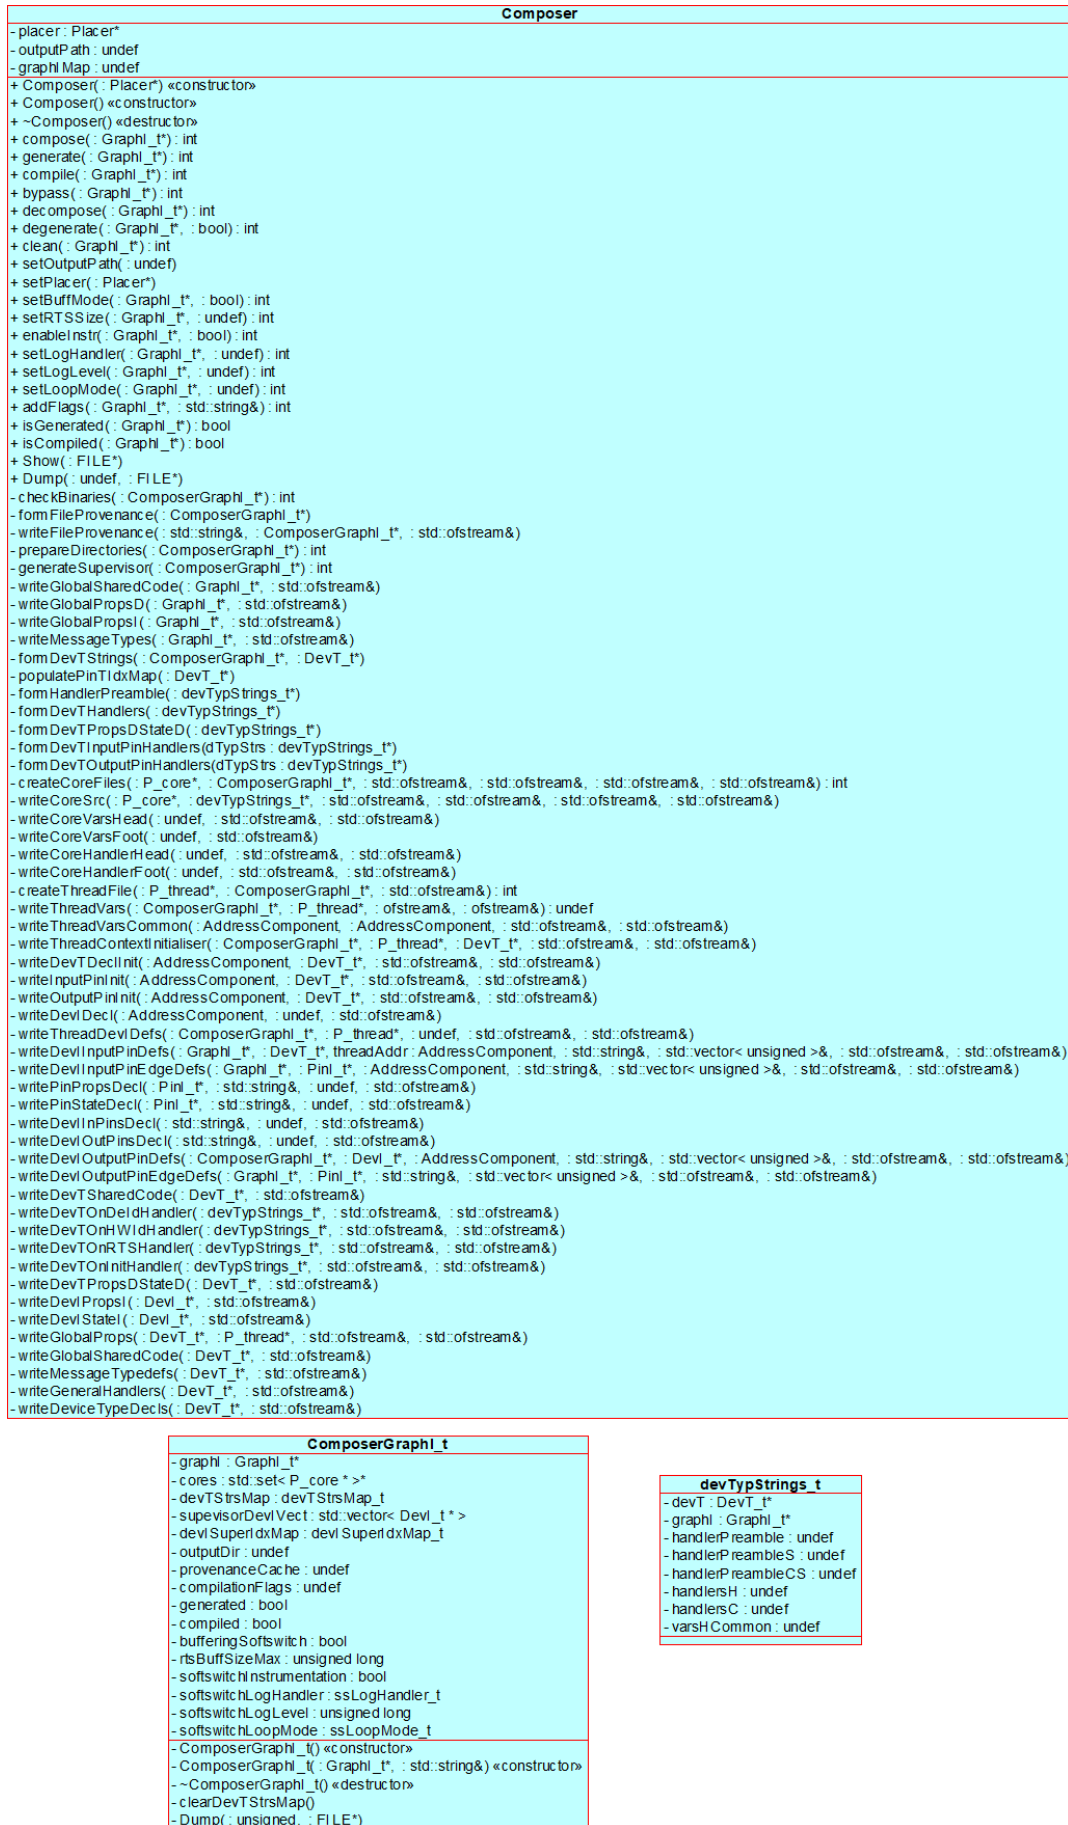 Composer
- placer : Placer*
- outputPath : undef
- graphIMap : undef
+ Composer( : Placer*) «constructor»
+ Composer() «constructor»
+ ~Composer() «destructor»
+ compose( : GraphI_t*) : int
+ generate( : GraphI_t*) : int
+ compile( : GraphI_t*) : int
+ bypass( : GraphI_t*) : int
+ decompose( : GraphI_t*) : int
+ degenerate( : GraphI_t*, : bool) : int
+ clean( : GraphI_t*) : int
+ setOutputPath( : undef)
+ setPlacer( : Placer*)
+ setBuffMode( : GraphI_t*, : bool) : int
+ setRTSSize( : GraphI_t*, : undef) : int
+ enableInstr( : GraphI_t*, : bool) : int
+ setLogHandler( : GraphI_t*, : undef) : int
+ setLogLevel( : GraphI_t*, : undef) : int
+ setLoopMode( : GraphI_t*, : undef) : int
+ addFlags( : GraphI_t*, : std::string&) : int
+ isGenerated( : GraphI_t*) : bool
+ isCompiled( : GraphI_t*) : bool
+ Show( : FILE*)
+ Dump( : undef, : FILE*)
- checkBinaries( : ComposerGraphI_t*) : int
- formFileProvenance( : ComposerGraphI_t*)
- writeFileProvenance( : std::string&, : ComposerGraphI_t*, : std::ofstream&)
- prepareDirectories( : ComposerGraphI_t*) : int
- generateSupervisor( : ComposerGraphI_t*) : int
- writeGlobalSharedCode( : GraphI_t*, : std::ofstream&)
- writeGlobalPropsD( : GraphI_t*, : std::ofstream&)
- writeGlobalPropsI( : GraphI_t*, : std::ofstream&)
- writeMessageTypes( : GraphI_t*, : std::ofstream&)
- formDevTStrings( : ComposerGraphI_t*, : DevT_t*)
- populatePinTIdxMap( : DevT_t*)
- formHandlerPreamble( : devTypStrings_t*)
- formDevTHandlers( : devTypStrings_t*)
- formDevTPropsDStateD( : devTypStrings_t*)
- formDevTInputPinHandlers(dTypStrs : devTypStrings_t*)
- formDevTOutputPinHandlers(dTypStrs : devTypStrings_t*)
- createCoreFiles( : P_core*, : ComposerGraphI_t*, : std::ofstream&, : std::ofstream&, : std::ofstream&, : std::ofstream&) : int
- writeCoreSrc( : P_core*, : devTypStrings_t*, : std::ofstream&, : std::ofstream&, : std::ofstream&, : std::ofstream&)
- writeCoreVarsHead( : undef, : std::ofstream&, : std::ofstream&)
- writeCoreVarsFoot( : undef, : std::ofstream&)
- writeCoreHandlerHead( : undef, : std::ofstream&, : std::ofstream&)
- writeCoreHandlerFoot( : undef, : std::ofstream&, : std::ofstream&)
- createThreadFile( : P_thread*, : ComposerGraphI_t*, : std::ofstream&) : int
- writeThreadVars( : ComposerGraphI_t*, : P_thread*, : ofstream&, : ofstream&) : undef
- writeThreadVarsCommon( : AddressComponent, : AddressComponent, : std::ofstream&, : std::ofstream&)
- writeThreadContextInitialiser( : ComposerGraphI_t*, : P_thread*, : DevT_t*, : std::ofstream&, : std::ofstream&)
- writeDevTDeclInit( : AddressComponent, : DevT_t*, : std::ofstream&, : std::ofstream&)
- writeInputPinInit( : AddressComponent, : DevT_t*, : std::ofstream&, : std::ofstream&)
- writeOutputPinInit( : AddressComponent, : DevT_t*, : std::ofstream&, : std::ofstream&)
- writeDevIDecl( : AddressComponent, : undef, : std::ofstream&)
- writeThreadDevIDefs( : ComposerGraphI_t*, : P_thread*, : undef, : std::ofstream&, : std::ofstream&)
- writeDevIInputPinDefs( : GraphI_t*, : DevT_t*, threadAddr : AddressComponent, : std::string&, : std::vector< unsigned >&, : std::ofstream&, : std::ofstream&)
- writeDevIInputPinEdgeDefs( : GraphI_t*, : PinI_t*, : AddressComponent, : std::string&, : std::vector< unsigned >&, : std::ofstream&, : std::ofstream&)
- writePinPropsDecl( : PinI_t*, : std::string&, : undef, : std::ofstream&)
- writePinStateDecl( : PinI_t*, : std::string&, : undef, : std::ofstream&)
- writeDevIInPinsDecl( : std::string&, : undef, : std::ofstream&)
- writeDevIOutPinsDecl( : std::string&, : undef, : std::ofstream&)
- writeDevIOutputPinDefs( : ComposerGraphI_t*, : DevI_t*, : AddressComponent, : std::string&, : std::vector< unsigned >&, : std::ofstream&, : std::ofstream&)
- writeDevIOutputPinEdgeDefs( : GraphI_t*, : PinI_t*, : std::string&, : std::vector< unsigned >&, : std::ofstream&, : std::ofstream&)
- writeDevTSharedCode( : DevT_t*, : std::ofstream&)
- writeDevTOnDeIdHandler( : devTypStrings_t*, : std::ofstream&, : std::ofstream&)
- writeDevTOnHWIdHandler( : devTypStrings_t*, : std::ofstream&, : std::ofstream&)
- writeDevTOnRTSHandler( : devTypStrings_t*, : std::ofstream&, : std::ofstream&)
- writeDevTOnInitHandler( : devTypStrings_t*, : std::ofstream&, : std::ofstream&)
- writeDevTPropsDStateD( : DevT_t*, : std::ofstream&)
- writeDevIPropsI( : DevI_t*, : std::ofstream&)
- writeDevIStateI( : DevI_t*, : std::ofstream&)
- writeGlobalProps( : DevT_t*, : P_thread*, : std::ofstream&, : std::ofstream&)
- writeGlobalSharedCode( : DevT_t*, : std::ofstream&)
- writeMessageTypedefs( : DevT_t*, : std::ofstream&)
- writeGeneralHandlers( : DevT_t*, : std::ofstream&)
- writeDeviceTypeDecls( : DevT_t*, : std::ofstream&)
ComposerGraphI_t
- graphI : GraphI_t*
- cores : std::set< P_core * >*
- devTStrsMap : devTStrsMap_t
- supevisorDevIVect : std::vector< DevI_t * >
- devISuperIdxMap : devISuperIdxMap_t
- outputDir : undef
- provenanceCache : undef
- compilationFlags : undef
- generated : bool
- compiled : bool
- bufferingSoftswitch : bool
- rtsBuffSizeMax : unsigned long
- softswitchInstrumentation : bool
- softswitchLogHandler : ssLogHandler_t
- softswitchLogLevel : unsigned long
- softswitchLoopMode : ssLoopMode_t
- ComposerGraphI_t() «constructor»
- ComposerGraphI_t( : GraphI_t*, : std::string&) «constructor»
- ~ComposerGraphI_t() «destructor»
- clearDevTStrsMap()
- Dump( : unsigned, : FILE*)
devTypStrings_t
- devT : DevT_t*
- graphI : GraphI_t*
- handlerPreamble : undef
- handlerPreambleS : undef
- handlerPreambleCS : undef
- handlersH : undef
- handlersC : undef
- varsHCommon : undef